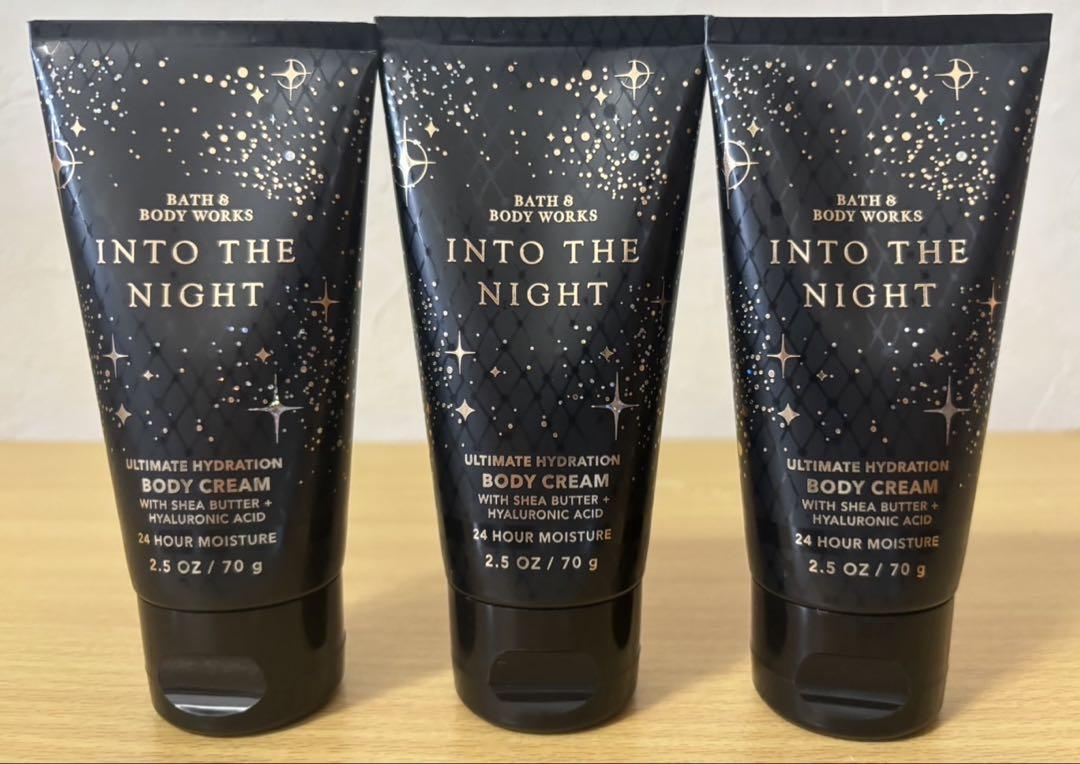 BATH &
BODY WORKS
INTO THE
NIGHT
ULTIMATE HYDRATION
BODY CREAM
WITH SHEA BUTTER +
HYALURONIC ACID
24 HOUR MOISTURE
2.5 OZ / 70 g
BATH &
BODY WORKS
INTO THE
NIGHT
ULTIMATE HYDRATION
BODY CREAM
WITH SHEA BUTTER +
HYALURONIC ACID
24 HOUR MOISTURE
2.5 OZ / 70 g
BATH &
BODY WORKS
INTO THE
NIGHT
ULTIMATE HYDRATION
BODY CREAM
WITH SHEA BUTTER +
HYALURONIC ACID
24 HOUR MOISTURE
2.5 OZ / 70 g